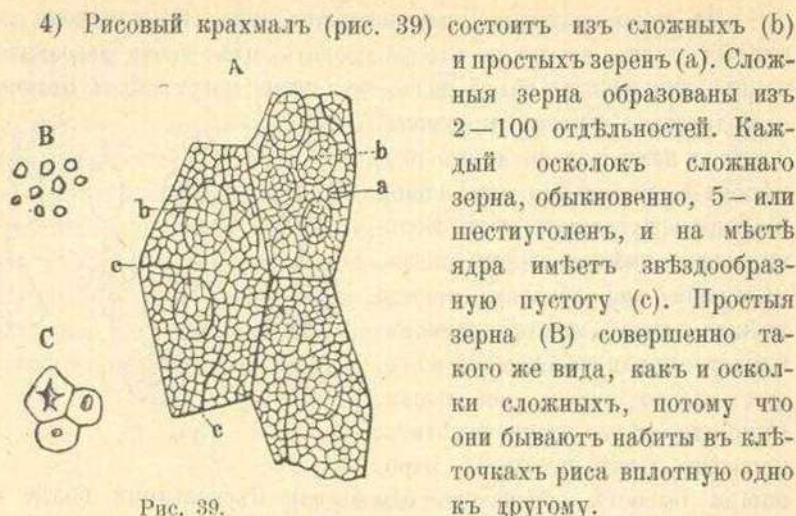 4) Рисовый крахмалъ (рис. 39) состоитъ изъ сложныхъ (b)
и простыхъ зеренъ (a). Слож-
ныя зерна образованы изъ
2—100 отдѣльностей. Каж-
дый осколокъ сложнаго
зерна, обыкновенно, 5 — или
шестиуголенъ, и на мѣстѣ
ядра имѣетъ звѣздообраз-
ную пустоту (c). Простыя
зерна (B) совершенно та-
кого же вида, какъ и оскол-
ки сложныхъ, потому что
они бываютъ набиты въ клѣ-
точкахъ риса вплотную одно
къ другому.
A
B
b
a
b
c
C
c
Рис. 39.